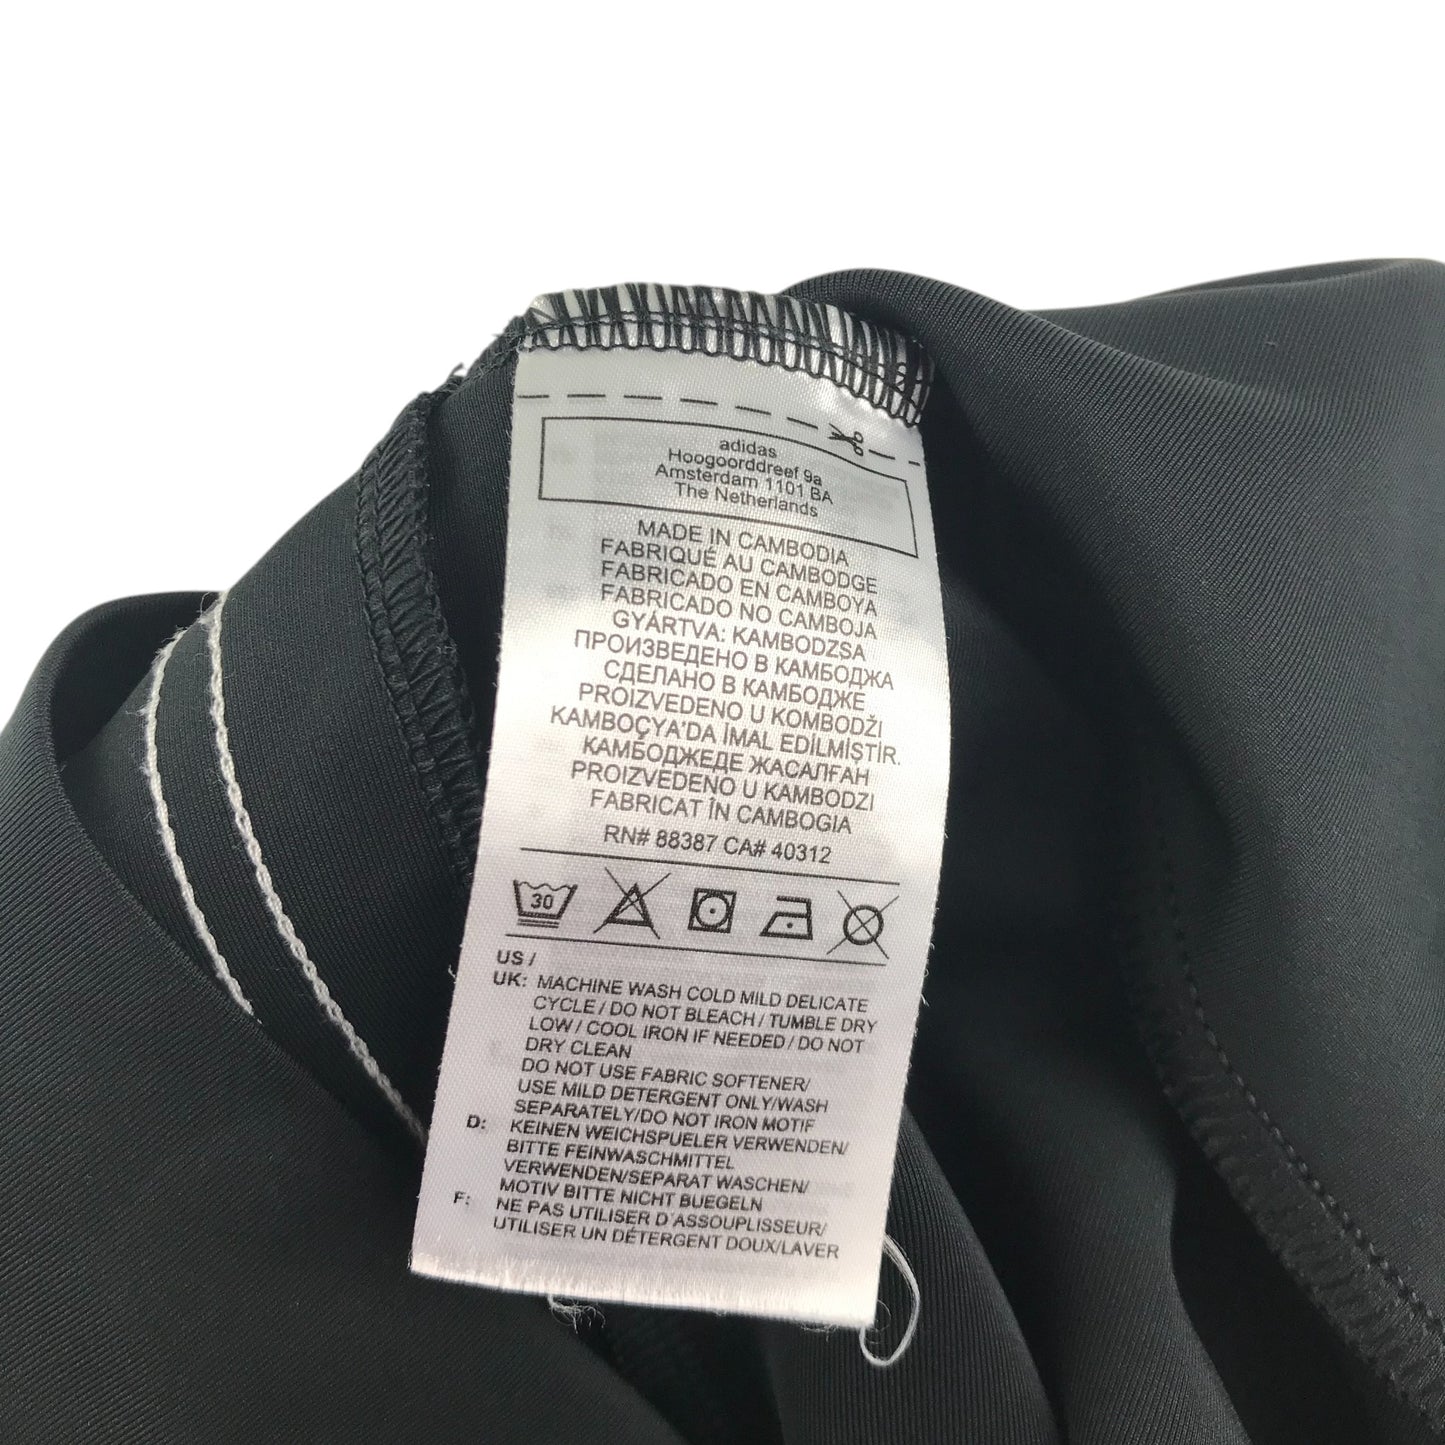 adidas
Hoogoorddreef 9a
Amsterdam 1101 BA
The Netherlands
MADE IN CAMBODIA
FABRIQUÉ AU CAMBODGE
FABRICADO EN CAMBOYA
FABRICADO NO CAMBOJA
GYÁRTVA: KAMBODZSA
ПРОИЗВЕДЕНО В КАМБОДЖА
СДЕЛАНО В КАМБОДЖЕ
PROIZVEDENO U KOMBODŽI
KAMBOÇYA'DA İMAL EDİLMİŞTİR.
КАМБОДЖЕДЕ ЖАСАЛҒАН
PROIZVEDENO U KAMBODZI
FABRICAT ÎN CAMBOGIA
RN# 88387 CA# 40312
30
US /
UK: MACHINE WASH COLD MILD DELICATE
CYCLE / DO NOT BLEACH / TUMBLE DRY
LOW / COOL IRON IF NEEDED / DO NOT
DRY CLEAN
DO NOT USE FABRIC SOFTENER/
USE MILD DETERGENT ONLY/WASH
SEPARATELY/DO NOT IRON MOTIF
D: KEINEN WEICHSPUELER VERWENDEN/
BITTE FEINWASCHMITTEL
VERWENDEN/SEPARAT WASCHEN/
MOTIV BITTE NICHT BUEGELN
F: NE PAS UTILISER D'ASSOUPLISSEUR/
UTILISER UN DÉTERGENT DOUX/LAVER